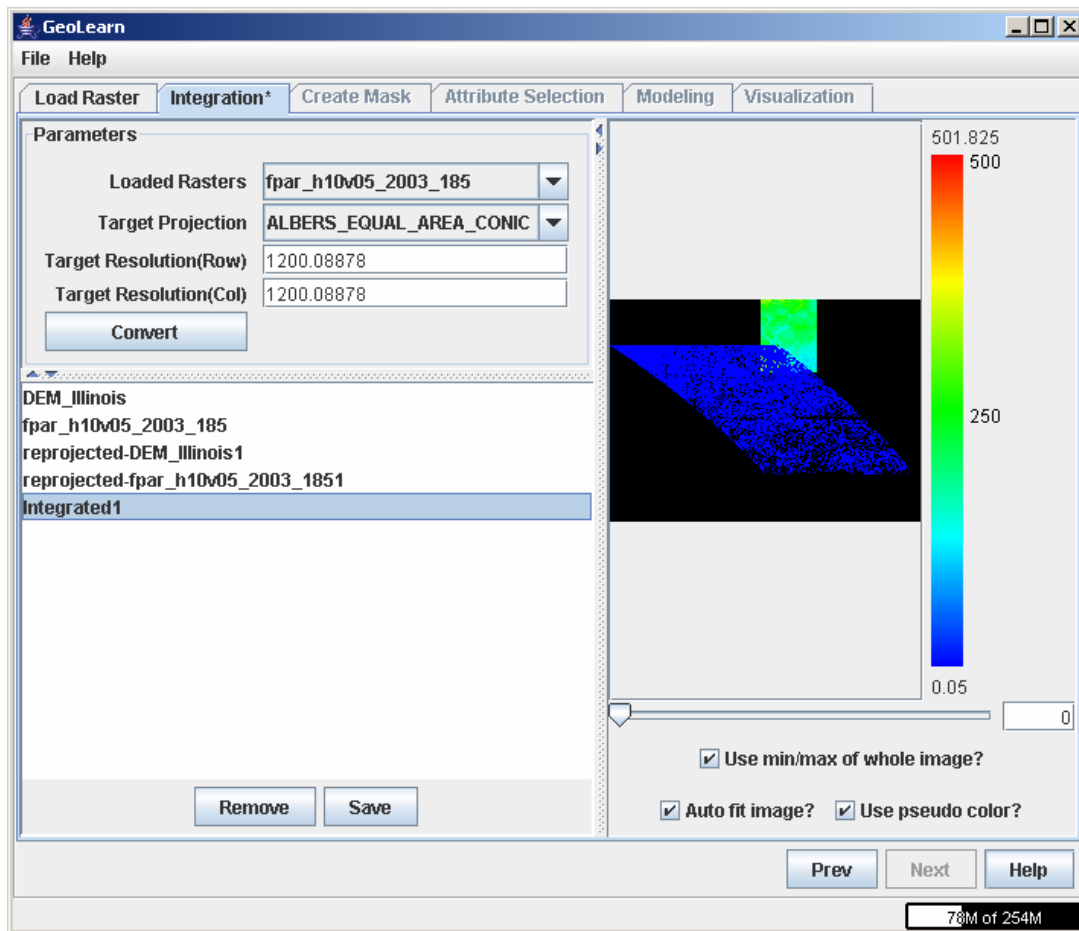 GeoLearn
File Help
Load Raster Integration* Create Mask Attribute Selection Modeling Visualization
Parameters
Loaded Rasters fpar_h10v05_2003_185
Target Projection ALBERS_EQUAL_AREA_CONIC
Target Resolution(Row) 1200.08878
Target Resolution(Col) 1200.08878
Convert
DEM_Illinois
fpar_h10v05_2003_185
reprojected-DEM_Illinois1
reprojected-fpar_h10v05_2003_1851
Integrated1
Remove Save
501.825
500
250
0.05
0
Use min/max of whole image?
Auto fit image? Use pseudo color?
Prev Next Help
78M of 254M